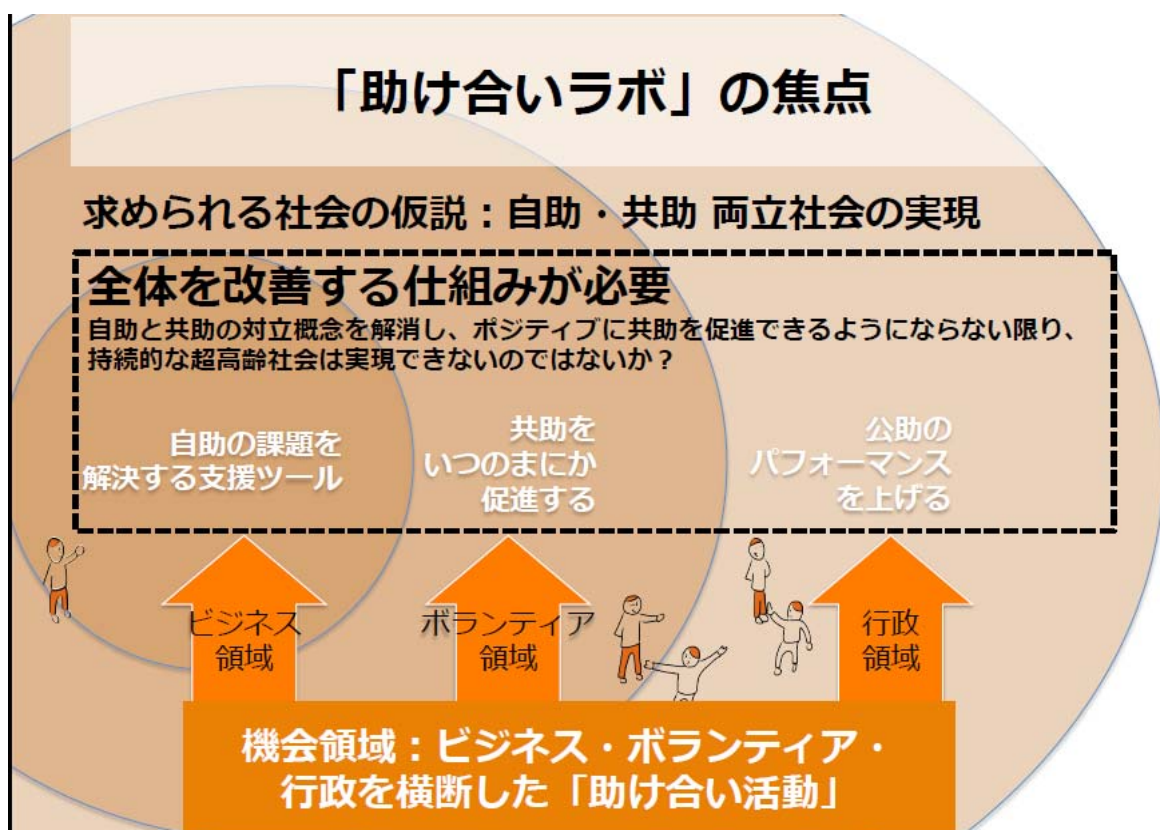 「助け合いラボ」の焦点
求められる社会の仮説：自助・共助 両立社会の実現
全体を改善する仕組みが必要
自助と共助の対立概念を解消し、ポジティブに共助を促進できるようにならない限り、
持続的な超高齢社会は実現できないのではないか？
自助の課題を
解決する支援ツール
共助を
いつのまにか
促進する
公助の
パフォーマンス
を上げる
ビジネス
領域
ボランティア
領域
行政
領域
機会領域：ビジネス・ボランティア・
行政を横断した「助け合い活動」